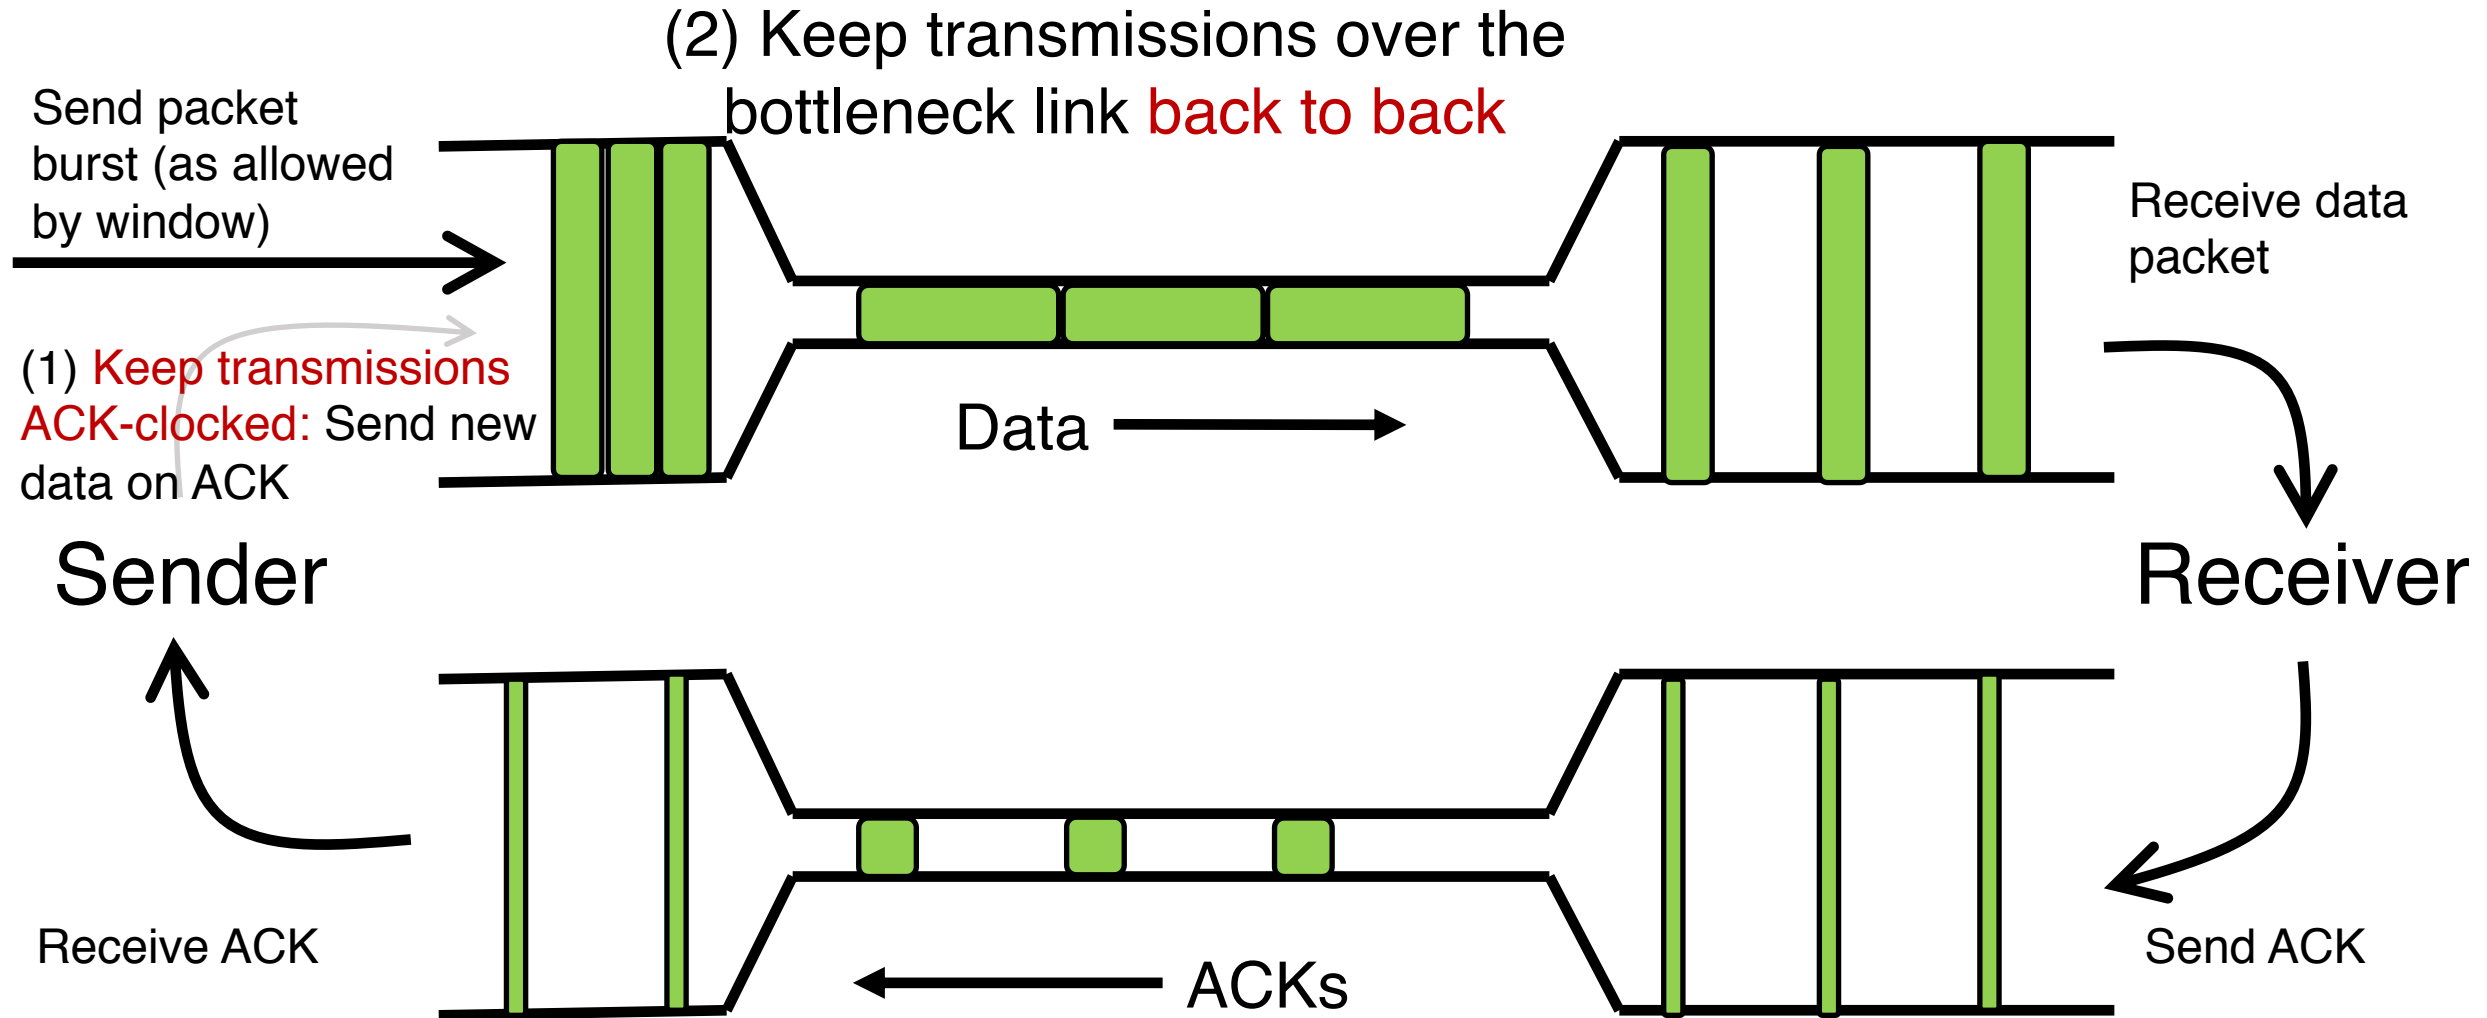 (2) Keep transmissions over the
bottleneck link back to back
Send packet
burst (as allowed
by window)
Receive data
packet
(1) Keep transmissions
ACK-clocked: Send new
data on ACK
Data
Sender
Receiver
Receive ACK
Send ACK
ACKs